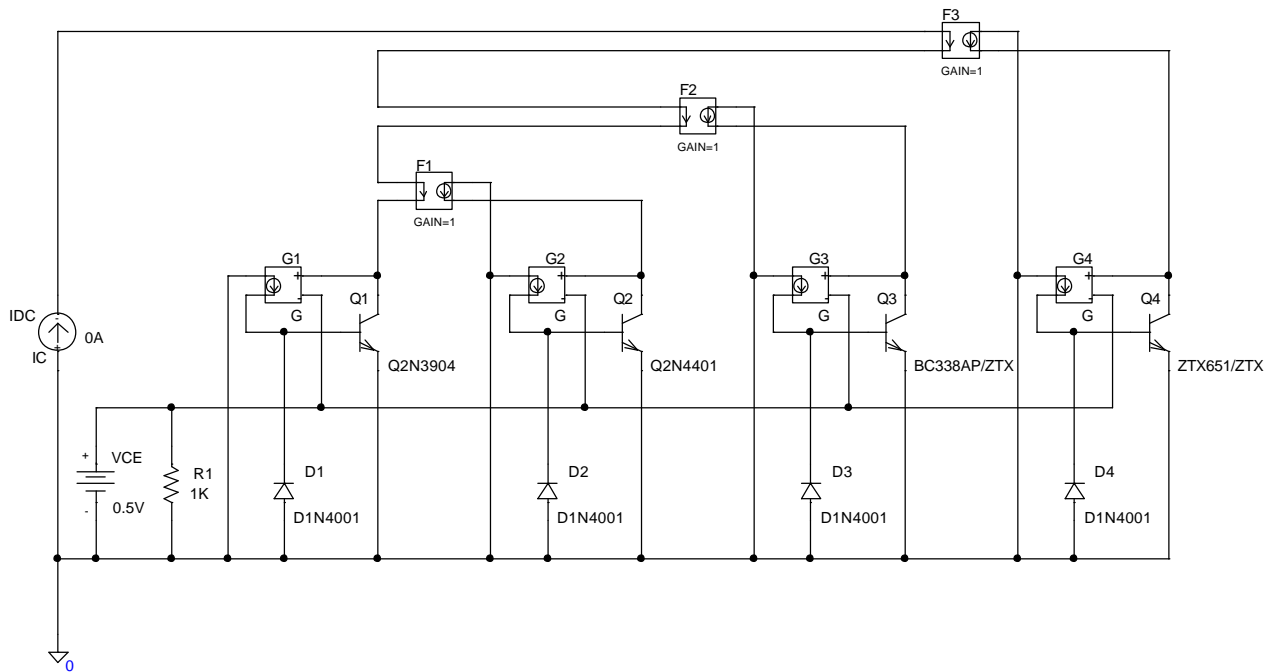 F3
GAIN=1
F2
GAIN=1
F1
GAIN=1
G1
+
-
G
Q1
Q2N3904
G2
+
-
G
Q2
Q2N4401
G3
+
-
G
Q3
BC338AP/ZTX
G4
+
-
G
Q4
ZTX651/ZTX
IDC
-
+
IC
0A
+
VCE
-
0.5V
R1
1K
D1
D1N4001
D2
D1N4001
D3
D1N4001
D4
D1N4001
0